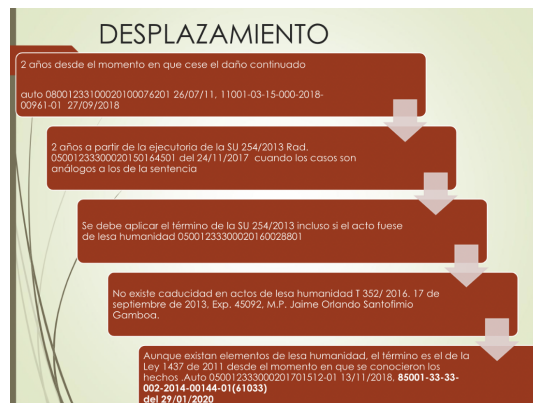 DESPLAZAMIENTO
2 años desde el momento en que cese el daño continuado
auto 08001233100020100076201 26/07/11, 11001-03-15-000-2018-
00961-01 27/09/2018
2 años a partir de la ejecutoria de la SU 254/2013 Rad.
05001233300020150164501 del 24/11/2017 cuando los casos son
análogos a los de la sentencia
Se debe aplicar el término de la SU 254/2013 incluso si el acto fuese
de lesa humanidad 05001233300020160028801
No existe caducidad en actos de lesa humanidad T 352/ 2016. 17 de
septiembre de 2013, Exp. 45092, M.P. Jaime Orlando Santofimio
Gamboa.
Aunque existan elementos de lesa humanidad, el término es el de la
Ley 1437 de 2011 desde el momento en que se conocieron los
hechos .Auto 050012333000201701512-01 13/11/2018, 85001-33-33-
002-2014-00144-01(61033)
del 29/01/2020